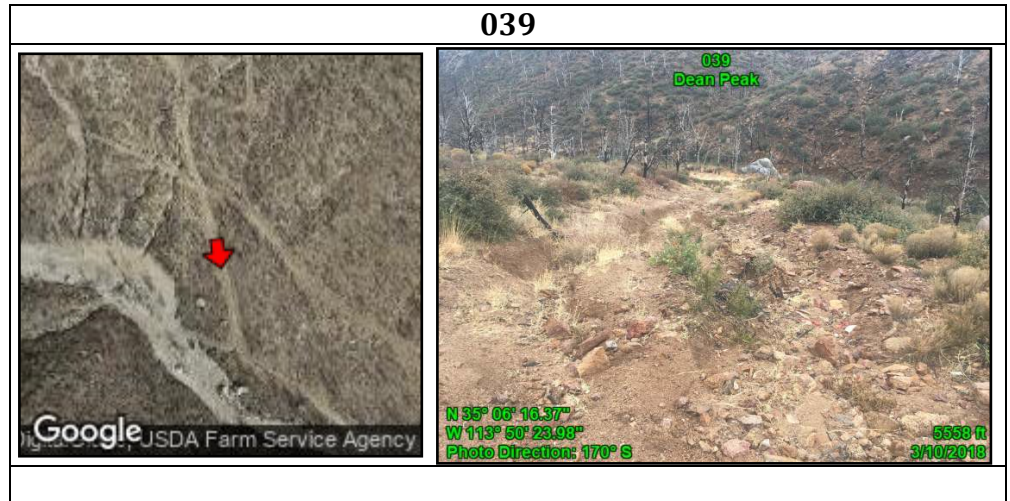 039
039
Dean Peak
Google
USDA Farm Service Agency
N 35° 06' 16.37"
W 113° 50' 23.98"
Photo Direction: 170° S
5558 ft
3/10/2018